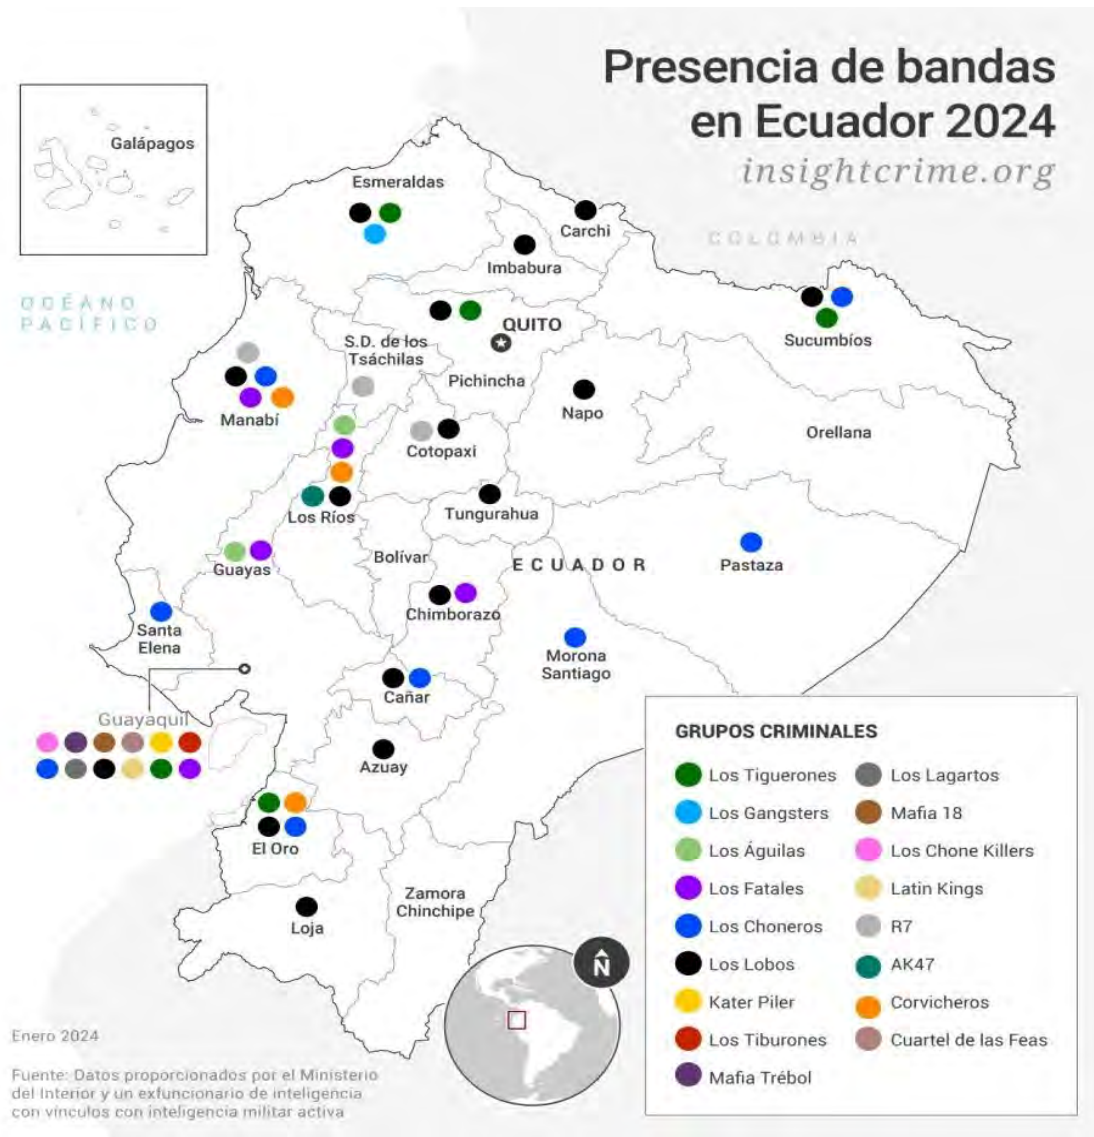 Presencia de bandas
en Ecuador 2024
insightcrime.org
Galápagos
Esmeraldas
Carchi
COLOMBIA
Imbabura
OCÉANO
PACÍFICO
QUITO
Sucumbíos
S.D. de los
Tsáchilas
Pichincha
Manabí
Napo
Orellana
Cotopaxi
Los Ríos
Tungurahua
Bolívar
ECUADOR
Pastaza
Guayas
Chimborazo
Santa
Elena
Morona
Santiago
Cañar
Guayaquil
Azuay
El Oro
Zamora
Chinchipe
Loja
GRUPOS CRIMINALES
Los Tiguerones
Los Lagartos
Los Gangsters
Mafia 18
Los Águilas
Los Chone Killers
Los Fatales
Latin Kings
Los Choneros
R7
Los Lobos
AK47
Kater Piler
Corvicheros
Los Tiburones
Cuartel de las Feas
Mafia Trébol
N
Enero 2024
Fuente: Datos proporcionados por el Ministerio
del Interior y un exfuncionario de inteligencia
con vínculos con inteligencia militar activa